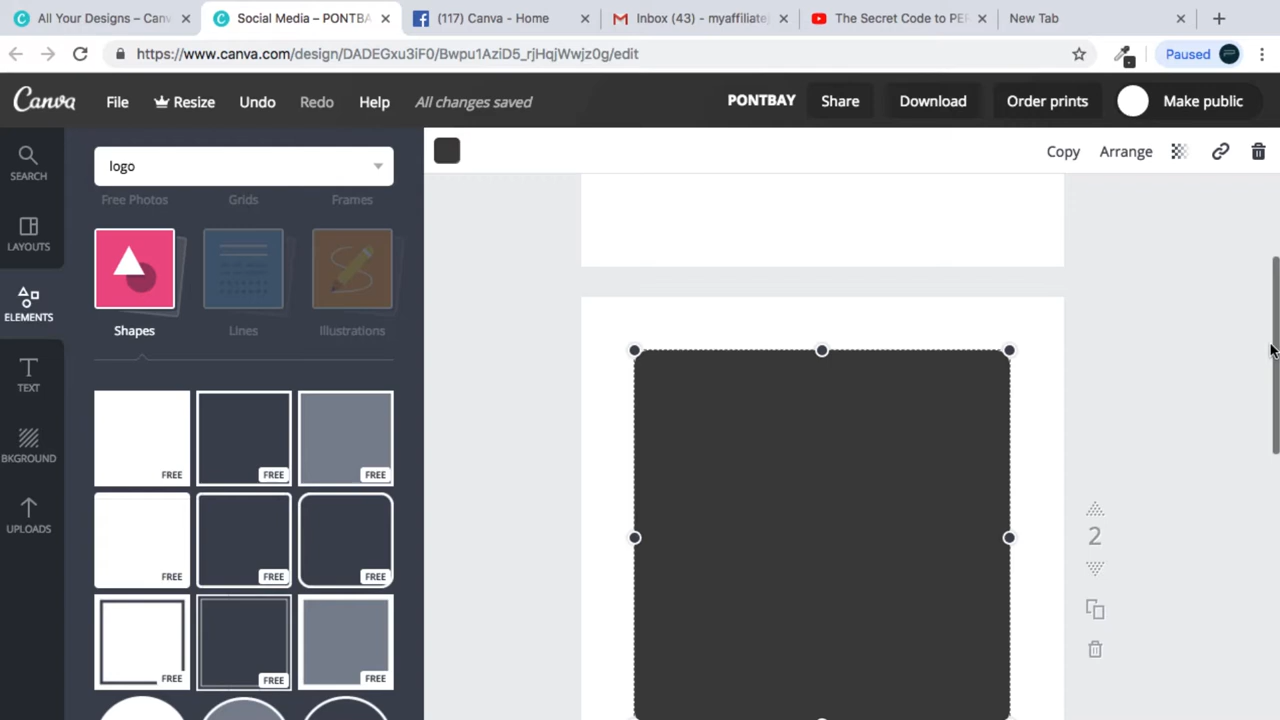 All Your Designs – Canv
Social Media – PONTBA
(117) Canva - Home
Inbox (43) - myaffiliate
The Secret Code to PER
New Tab
https://www.canva.com/design/DADEGxu3iF0/Bwpu1AziD5_rjHqjWwjz0g/edit
Paused
Canva
File
Resize
Undo
Redo
Help
All changes saved
PONTBAY
Share
Download
Order prints
Make public
SEARCH
LAYOUTS
ELEMENTS
TEXT
BKGROUND
UPLOADS
logo
Free Photos
Grids
Frames
Shapes
Lines
Illustrations
FREE
FREE
FREE
FREE
FREE
FREE
FREE
FREE
FREE
Copy
Arrange
2